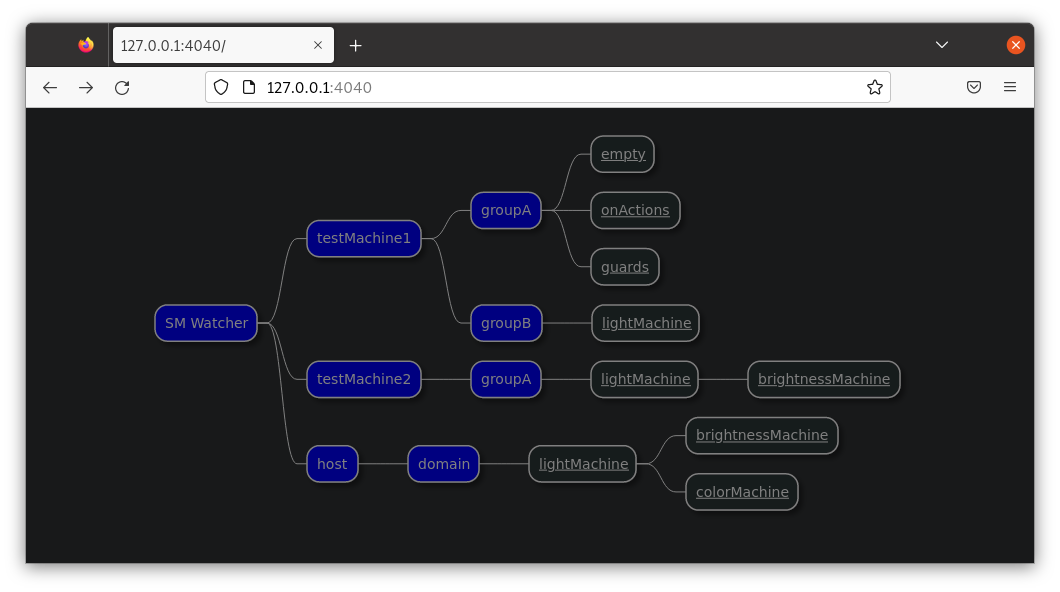 127.0.0.1:4040/
127.0.0.1:4040
SM Watcher
testMachine1
groupA
empty
onActions
guards
groupB
lightMachine
testMachine2
groupA
lightMachine
brightnessMachine
host
domain
lightMachine
brightnessMachine
colorMachine